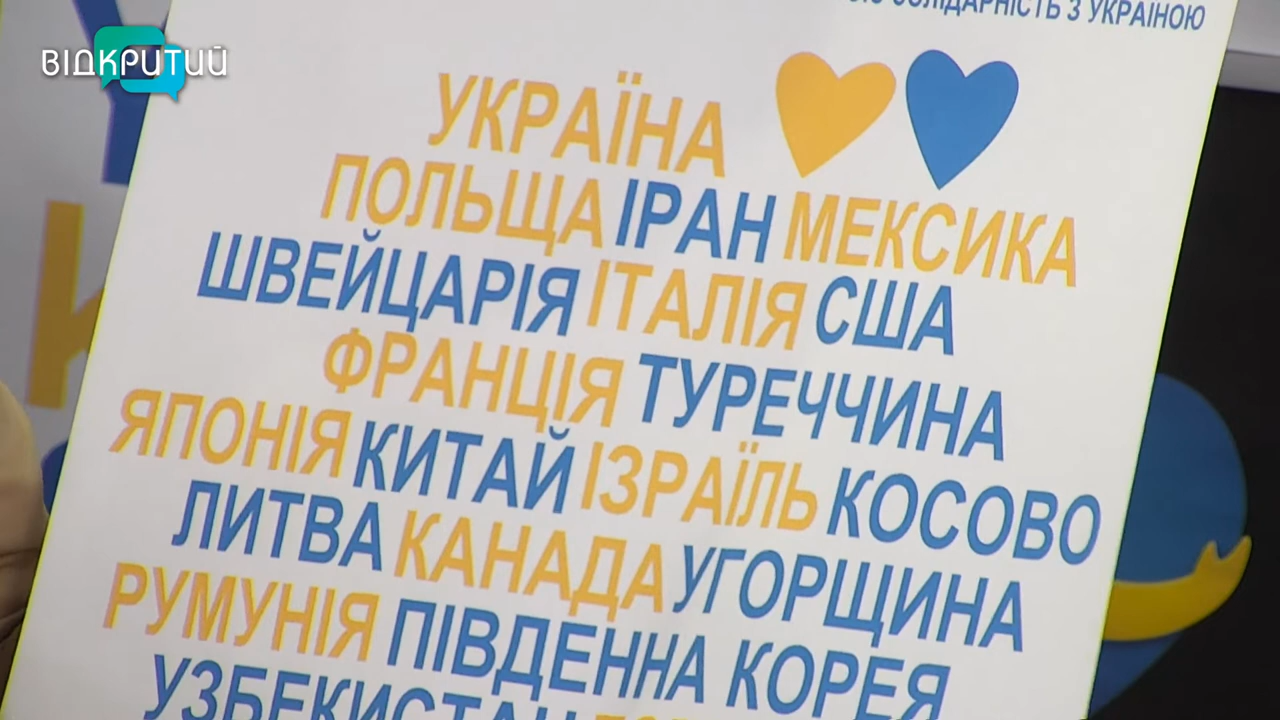 ВІДКРИТИЙ
СОЛІДАРНІСТЬ З УКРАЇНОЮ
УКРАЇНА
ПОЛЬЩА ІРАН МЕКСИКА
ШВЕЙЦАРІЯ ІТАЛІЯ США
ФРАНЦІЯ ТУРЕЧЧИНА
ЯПОНІЯ КИТАЙ ІЗРАЇЛЬ КОСОВО
ЛИТВА КАНАДА УГОРЩИНА
РУМУНІЯ ПІВДЕННА КОРЕЯ
УЗБЕКИСТАН